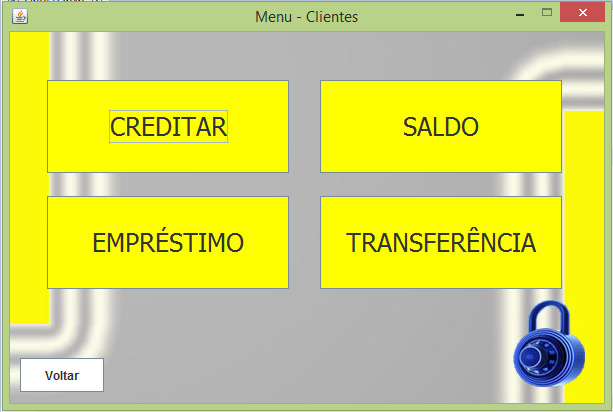 Menu - Clientes
CREDITAR
SALDO
EMPRÉSTIMO
TRANSFERÊNCIA
Voltar